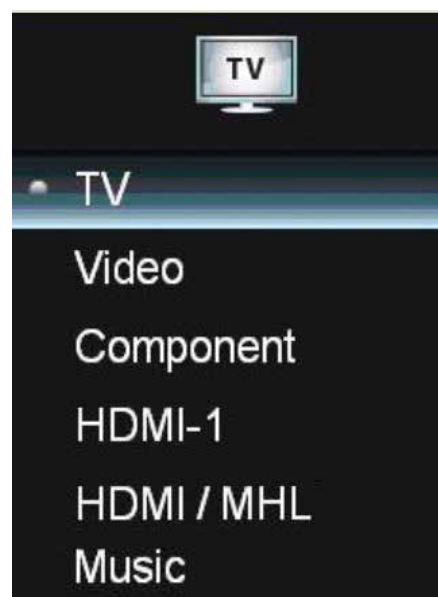 TV
TV
Video
Component
HDMI-1
HDMI / MHL
Music